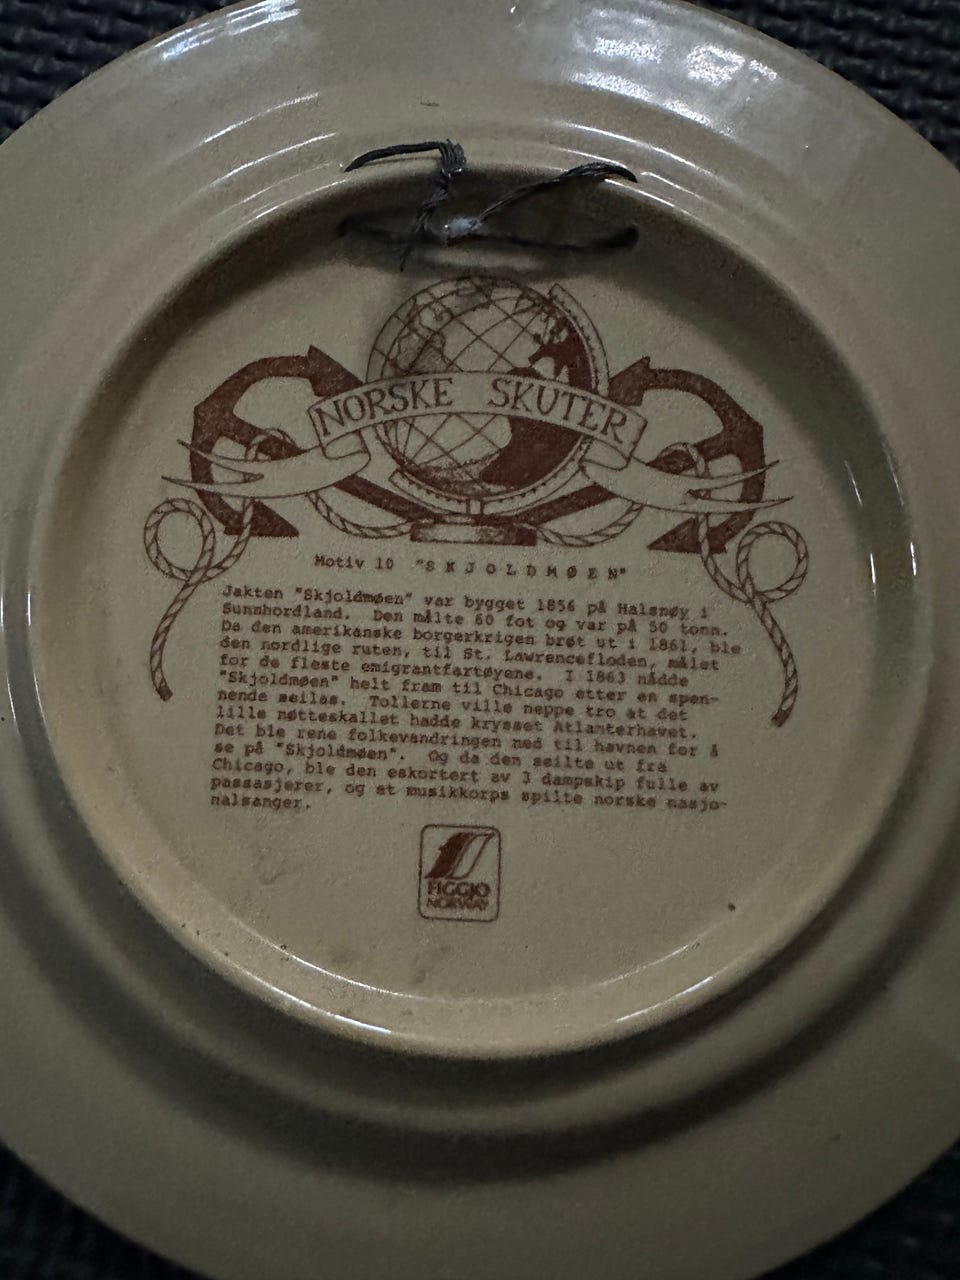 NORSKE SKUTER
Motiv 10 "SKJOLDMØEN"
Jakten "Skjoldmøen" var bygget 1856 på Halsnøy i
Sunnhordland. Den målte 60 fot og var på 50 tonn.
Da den amerikanske borgerkrigen brøt ut i 1861, ble
den nordlige ruten, til St. Lawrencefloden, målet
for de fleste emigrantfartøyene. I 1863 nådde
"Skjoldmøen" helt fram til Chicago etter en spen-
nende seilas. Tollerne ville neppe tro at det
lille nøtteskallet hadde krysset Atlanterhavet.
Det ble rene folkevandringen ned til havnen for å
se på "Skjoldmøen". Og da den seilte ut fra
Chicago, ble den eskortert av 3 dampskip fulle av
passasjerer, og et musikkorps spilte norske nasjo-
nalsanger.
FIGGJO
NORWAY